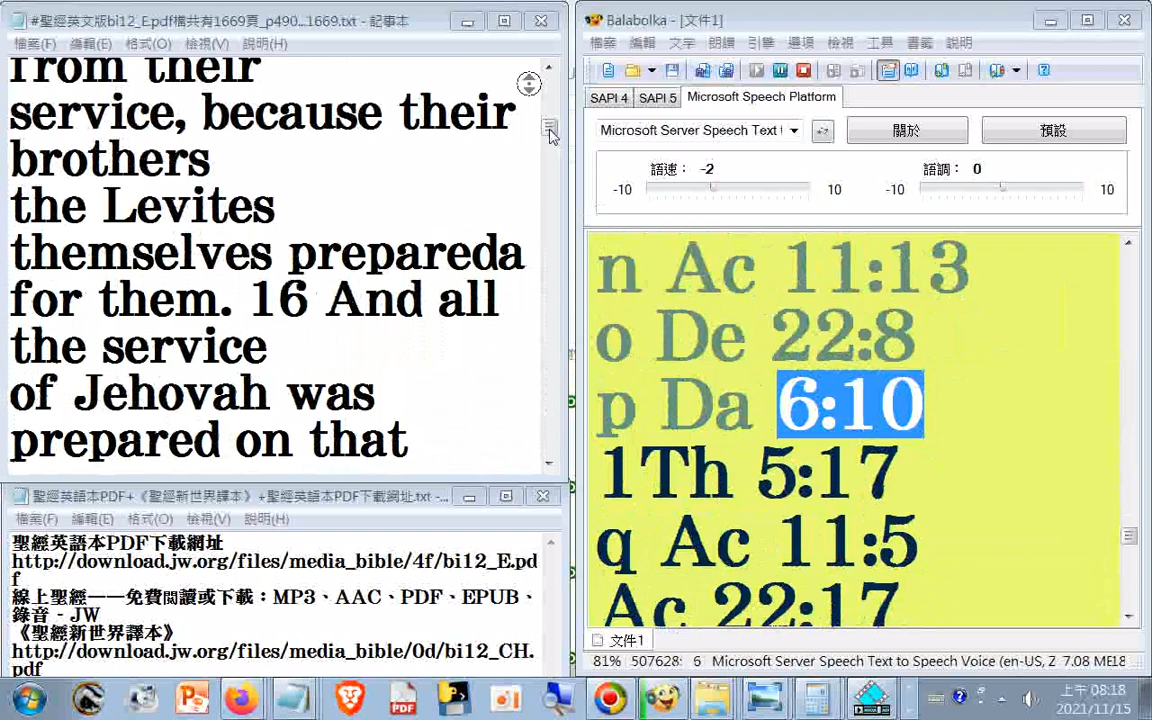 #聖經英文版bi12_E.pdf檔共有1669頁_p490...1669.txt - 記事本
檔案(F) 編輯(E) 格式(O) 檢視(V) 說明(H)
from their
service, because their
brothers
the Levites
themselves prepareda
for them. 16 And all
the service
of Jehovah was
prepared on that
聖經英語本PDF+《聖經新世界譯本》+聖經英語本PDF下載網址.txt -...
檔案(F) 編輯(E) 格式(O) 檢視(V) 說明(H)
聖經英語本PDF下載網址
http://download.jw.org/files/media_bible/4f/bi12_E.pd
f
線上聖經——免費閱讀或下載：MP3、AAC、PDF、EPUB、
錄音 - JW
《聖經新世界譯本》
http://download.jw.org/files/media_bible/0d/bi12_CH.
pdf
Balabolka - [文件1]
檔案 編輯 文字 朗讀 引擎 選項 檢視 工具 書籤 說明
SAPI 4 SAPI 5 Microsoft Speech Platform
Microsoft Server Speech Text 關於 預設
語速： -2 語調： 0
-10 10 -10 10
n Ac 11:13
o De 22:8
p Da 6:10
1Th 5:17
q Ac 11:5
Ac 22:17
文件1
81% 507628: 6 Microsoft Server Speech Text to Speech Voice (en-US, Z 7.08 ME18
PDF
上午 08:18
2021/11/15